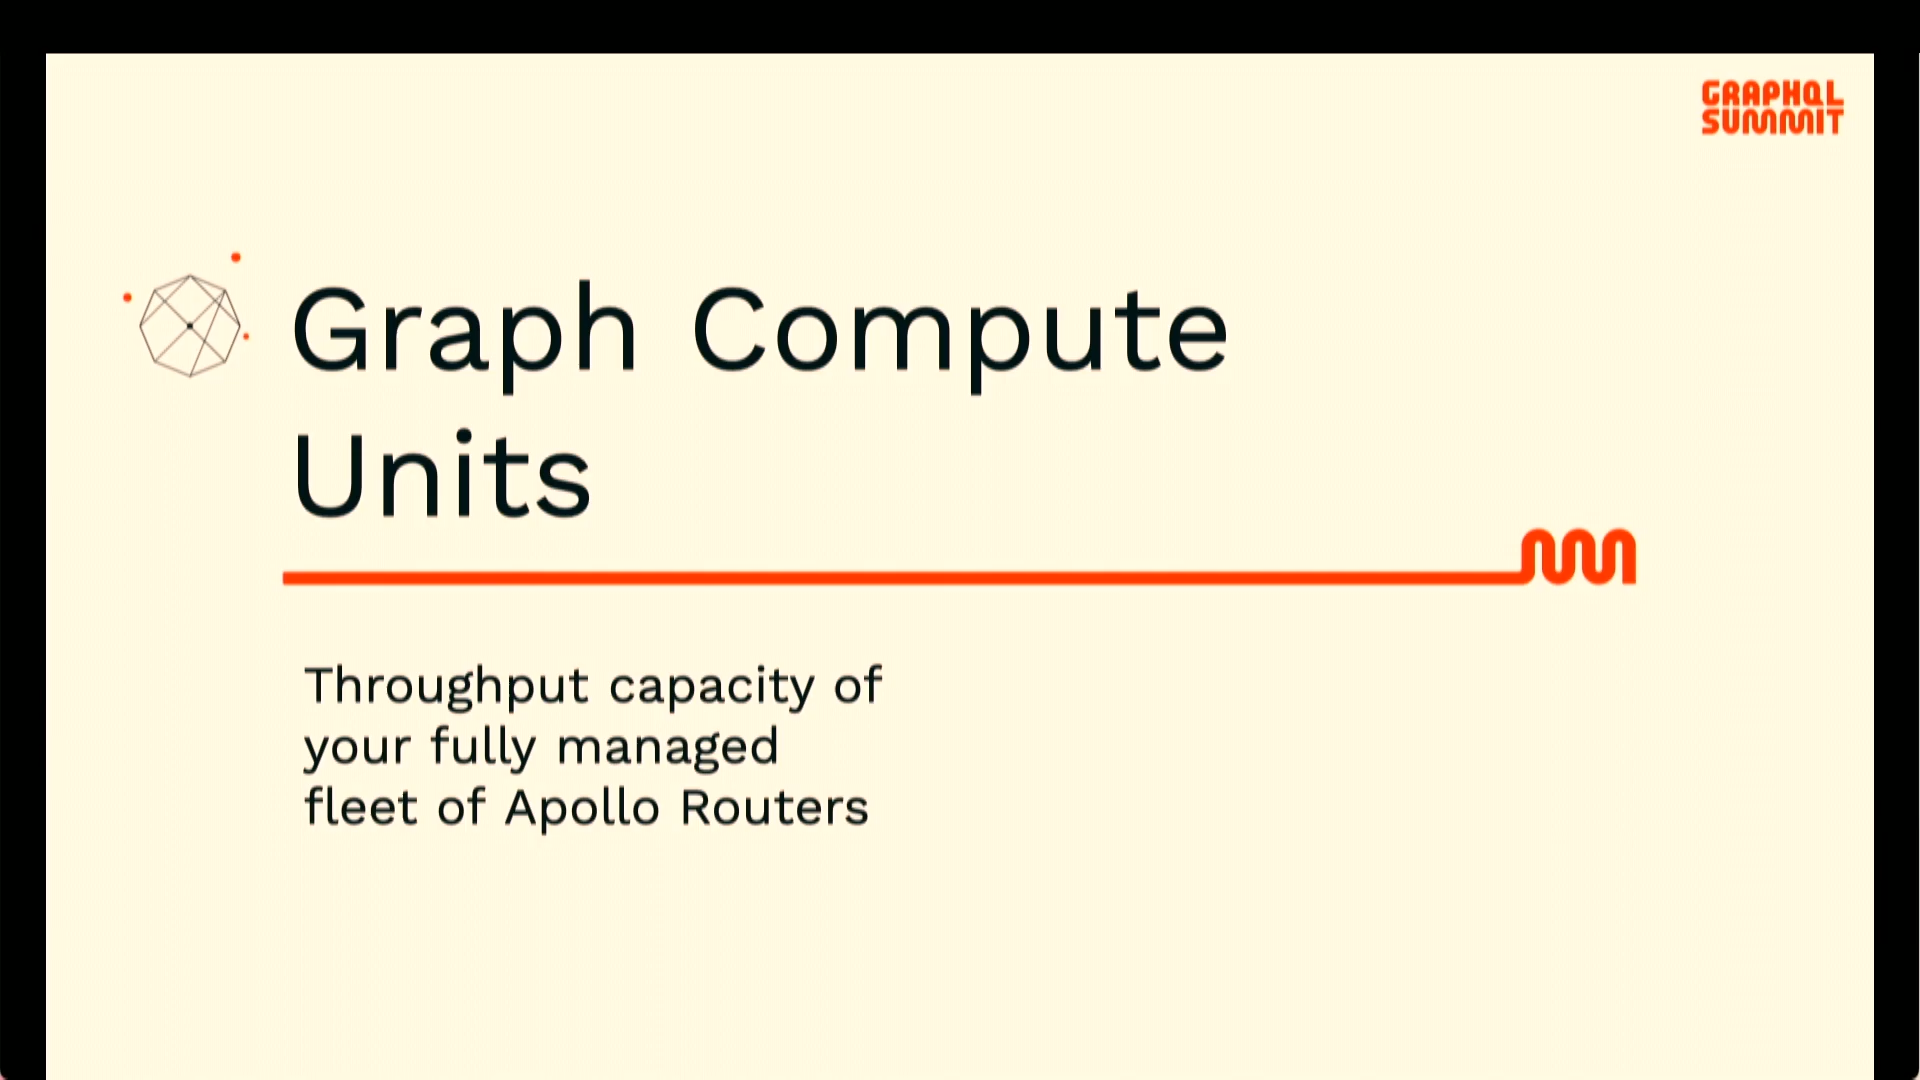 GRAPHQL
SUMMIT
Graph Compute
Units
Throughput capacity of
your fully managed
fleet of Apollo Routers